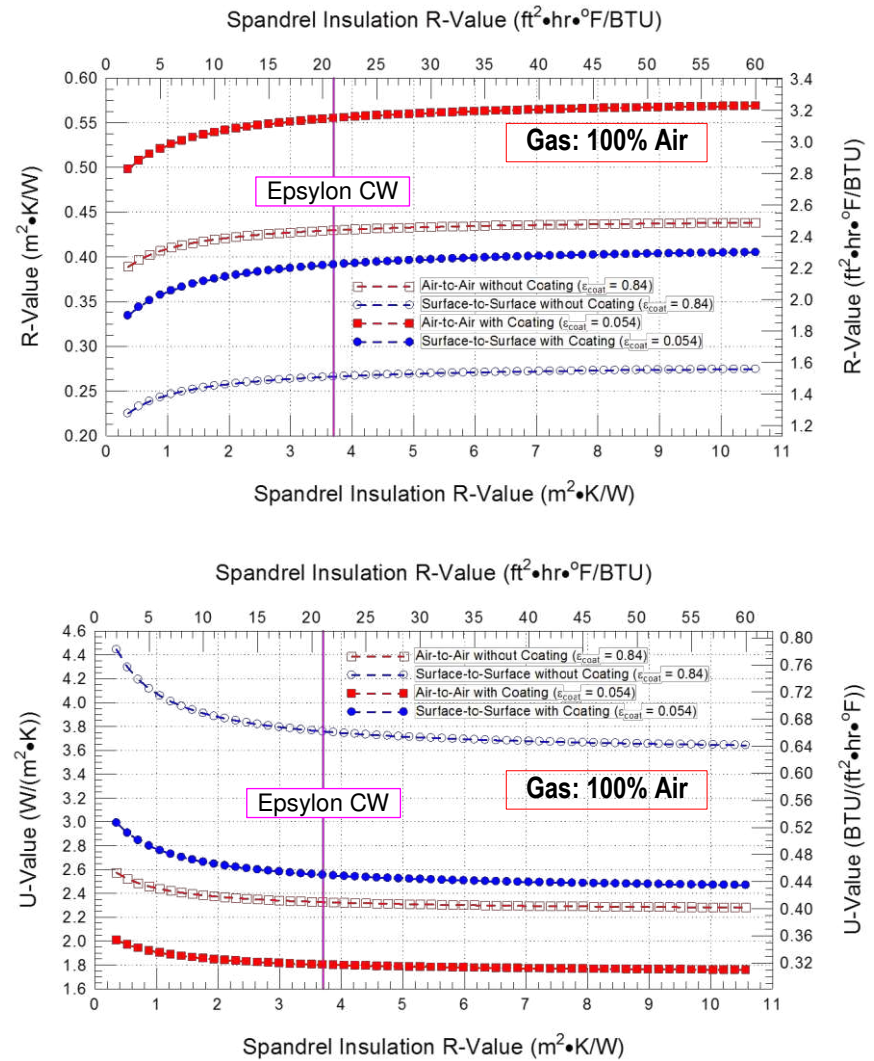 Spandrel Insulation R-Value (ft²•hr•°F/BTU)
0 5 10 15 20 25 30 35 40 45 50 55 60
0.60
0.55
0.50
0.45
0.40
0.35
0.30
0.25
0.20
R-Value (m²•K/W)
3.4
3.2
3.0
2.8
2.6
2.4
2.2
2.0
1.8
1.6
1.4
1.2
R-Value (ft²•hr•°F/BTU)
Gas: 100% Air
Epsylon CW
Air-to-Air without Coating (εcoat = 0.84)
Surface-to-Surface without Coating (εcoat = 0.84)
Air-to-Air with Coating (εcoat = 0.054)
Surface-to-Surface with Coating (εcoat = 0.054)
0 1 2 3 4 5 6 7 8 9 10 11
Spandrel Insulation R-Value (m²•K/W)
Spandrel Insulation R-Value (ft²•hr•°F/BTU)
0 5 10 15 20 25 30 35 40 45 50 55 60
4.6
4.4
4.2
4.0
3.8
3.6
3.4
3.2
3.0
2.8
2.6
2.4
2.2
2.0
1.8
1.6
U-Value (W/(m²•K))
0.80
0.76
0.72
0.68
0.64
0.60
0.56
0.52
0.48
0.44
0.40
0.36
0.32
U-Value (BTU/(ft²•hr•°F))
Air-to-Air without Coating (εcoat = 0.84)
Surface-to-Surface without Coating (εcoat = 0.84)
Air-to-Air with Coating (εcoat = 0.054)
Surface-to-Surface with Coating (εcoat = 0.054)
Epsylon CW
Gas: 100% Air
0 1 2 3 4 5 6 7 8 9 10 11
Spandrel Insulation R-Value (m²•K/W)